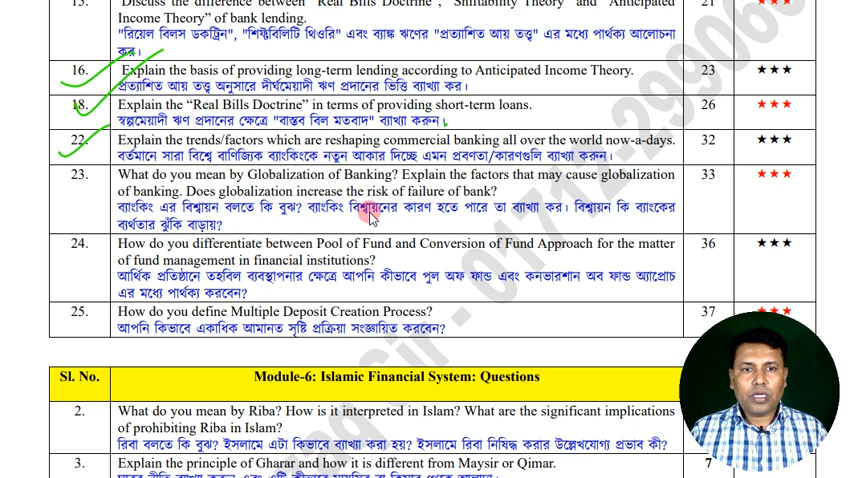 15. Discuss the difference between "Real Bills Doctrine", "Shiftability Theory" and "Anticipated 21 ★★★
Income Theory" of bank lending.
"রিয়েল বিলস ডকট্রিন", "শিফ্টবিলিটি থিওরি" এবং ব্যাঙ্ক ঋণের "প্রত্যাশিত আয় তত্ত্ব" এর মধ্যে পার্থক্য আলোচনা
কর।
16. Explain the basis of providing long-term lending according to Anticipated Income Theory. 23 ★★★
প্রত্যাশিত আয় তত্ত্ব অনুসারে দীর্ঘমেয়াদী ঋণ প্রদানের ভিত্তি ব্যাখ্যা কর।
18. Explain the "Real Bills Doctrine" in terms of providing short-term loans. 26 ★★★
স্বল্পমেয়াদী ঋণ প্রদানের ক্ষেত্রে "বাস্তব বিল মতবাদ" ব্যাখ্যা করুন।
22. Explain the trends/factors which are reshaping commercial banking all over the world now-a-days. 32 ★★★
বর্তমানে সারা বিশ্বে বাণিজ্যিক ব্যাংকিংকে নতুন আকার দিচ্ছে এমন প্রবণতা/কারণগুলি ব্যাখ্যা করুন।
23. What do you mean by Globalization of Banking? Explain the factors that may cause globalization 33 ★★★
of banking. Does globalization increase the risk of failure of bank?
ব্যাংকিং এর বিশ্বায়ন বলতে কি বুঝ? ব্যাংকিং বিশ্বায়নের কারণ হতে পারে তা ব্যাখ্যা কর। বিশ্বায়ন কি ব্যাংকের
ব্যর্থতার ঝুঁকি বাড়ায়?
24. How do you differentiate between Pool of Fund and Conversion of Fund Approach for the matter 36 ★★★
of fund management in financial institutions?
আর্থিক প্রতিষ্ঠানে তহবিল ব্যবস্থাপনার ক্ষেত্রে আপনি কীভাবে পুল অফ ফান্ড এবং কনভারশান অব ফান্ড অ্যাপ্রোচ
এর মধ্যে পার্থক্য করবেন?
25. How do you define Multiple Deposit Creation Process? 37 ★★★
আপনি কিভাবে একাধিক আমানত সৃষ্টি প্রক্রিয়া সংজ্ঞায়িত করবেন?
Sl. No. Module-6: Islamic Financial System: Questions
2. What do you mean by Riba? How is it interpreted in Islam? What are the significant implications
of prohibiting Riba in Islam?
রিবা বলতে কি বুঝ? ইসলামে এটা কিভাবে ব্যাখ্যা করা হয়? ইসলামে রিবা নিষিদ্ধ করার উল্লেখযোগ্য প্রভাব কী?
3. Explain the principle of Gharar and how it is different from Maysir or Qimar. 7
Sir - 01712-29906